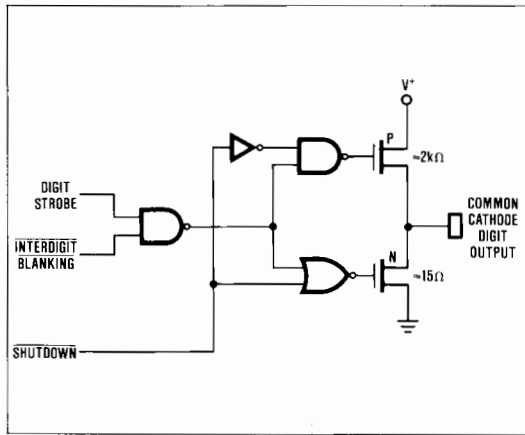 V+
P
≈2kΩ
DIGIT
STROBE
INTERDIGIT
BLANKING
COMMON
CATHODE
DIGIT
OUTPUT
N
≈15Ω
SHUTDOWN